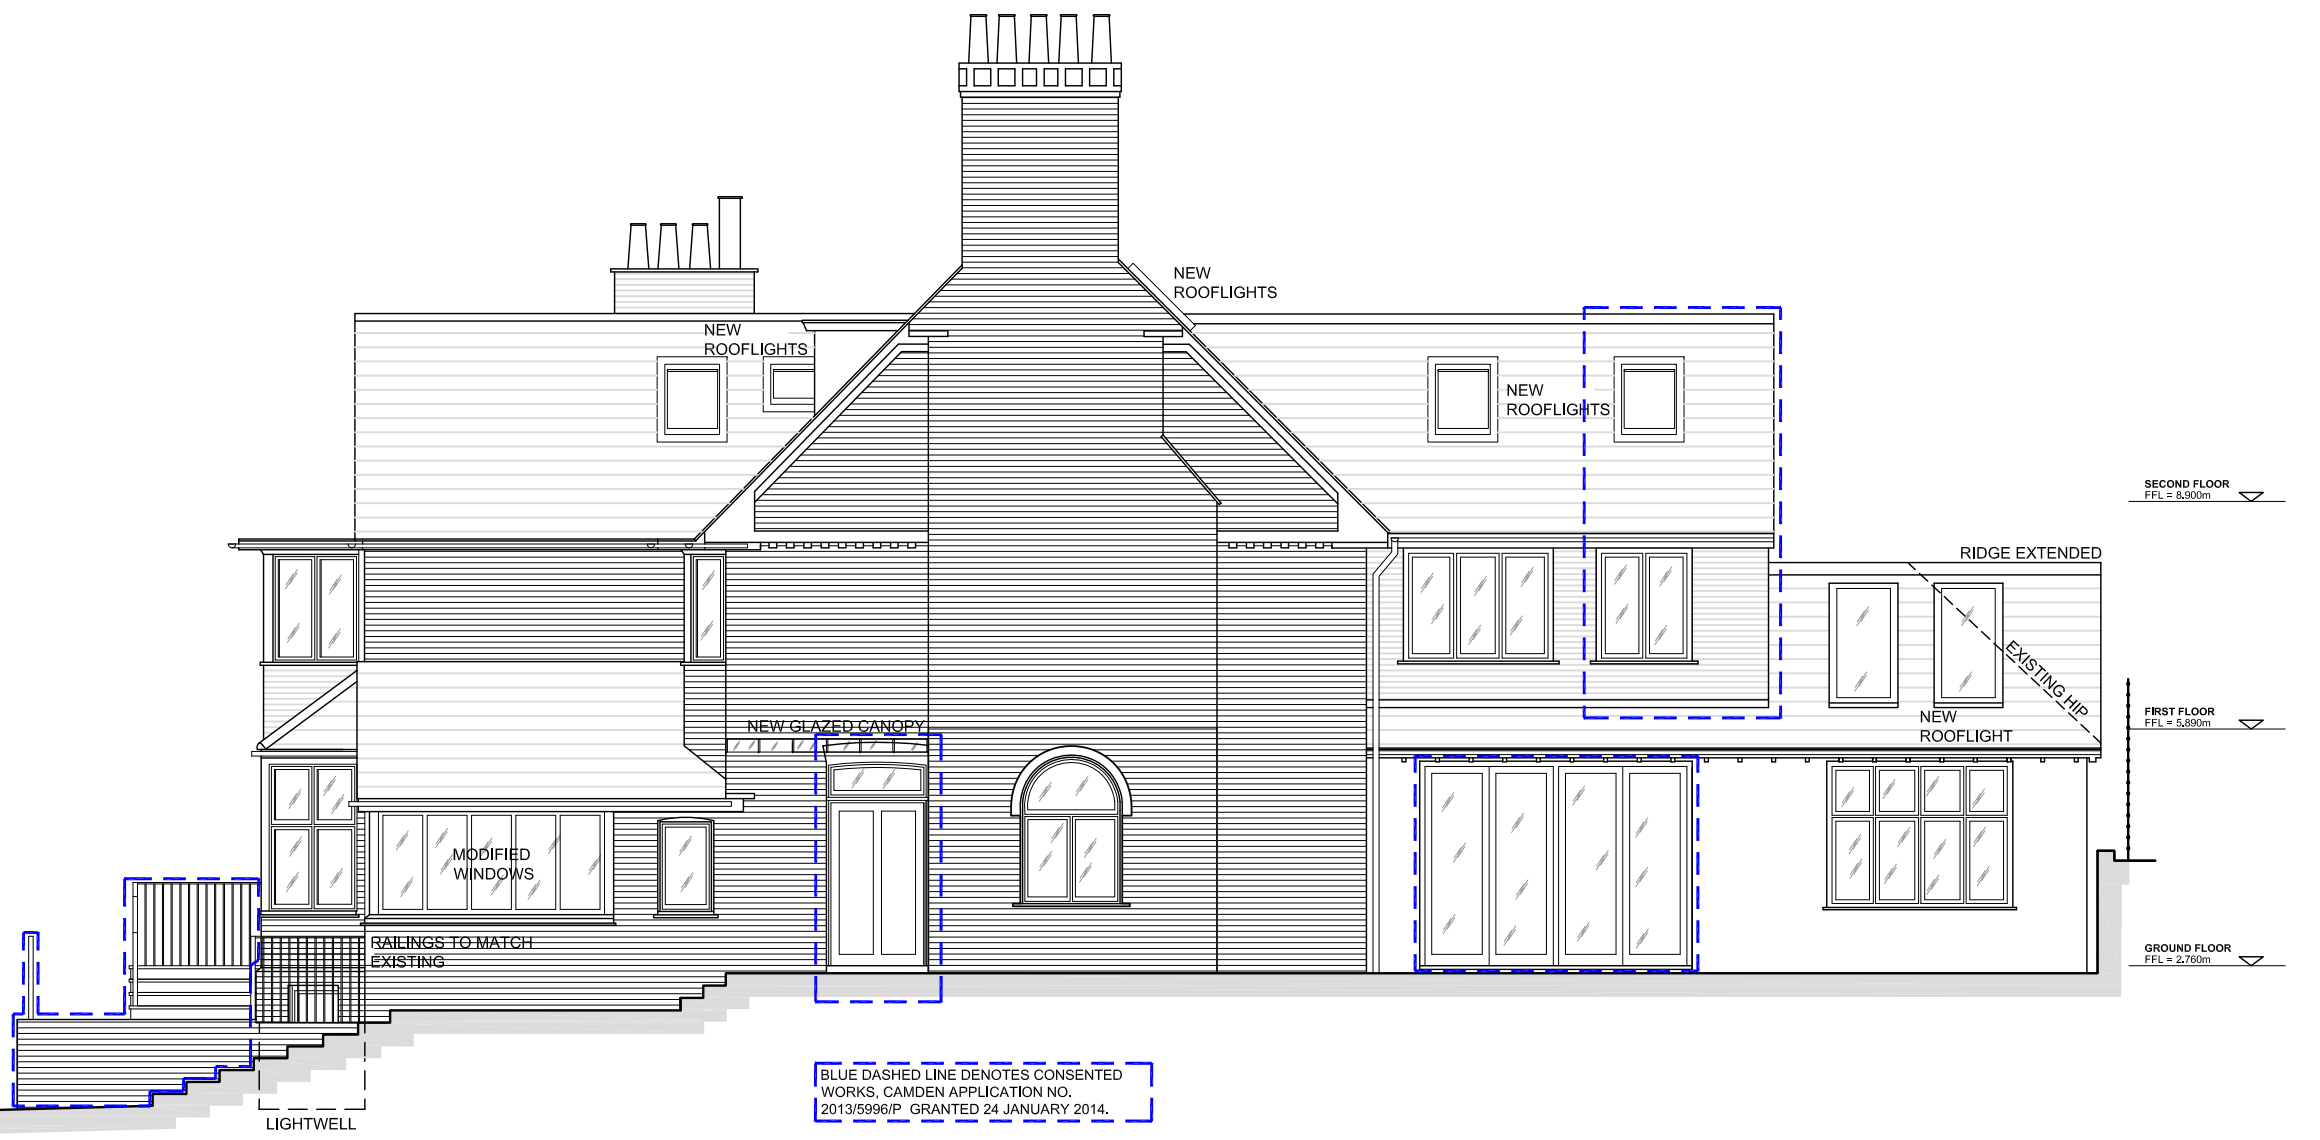 NEW
ROOFLIGHTS
NEW
ROOFLIGHTS
NEW
ROOFLIGHTS
SECOND FLOOR
FFL = 8.900m
RIDGE EXTENDED
EXISTING HIP
NEW
ROOFLIGHT
FIRST FLOOR
FFL = 5.890m
NEW GLAZED CANOPY
MODIFIED
WINDOWS
RAILINGS TO MATCH
EXISTING
GROUND FLOOR
FFL = 2.760m
BLUE DASHED LINE DENOTES CONSENTED
WORKS, CAMDEN APPLICATION NO.
2013/5996/P GRANTED 24 JANUARY 2014.
LIGHTWELL